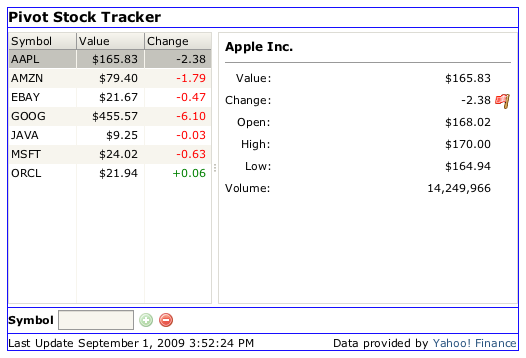 Pivot Stock Tracker
Symbol Value Change
AAPL $165.83 -2.38
AMZN $79.40 -1.79
EBAY $21.67 -0.47
GOOG $455.57 -6.10
JAVA $9.25 -0.03
MSFT $24.02 -0.63
ORCL $21.94 +0.06
Apple Inc.
Value: $165.83
Change: -2.38
Open: $168.02
High: $170.00
Low: $164.94
Volume: 14,249,966
Symbol
Last Update September 1, 2009 3:52:24 PM Data provided by Yahoo! Finance